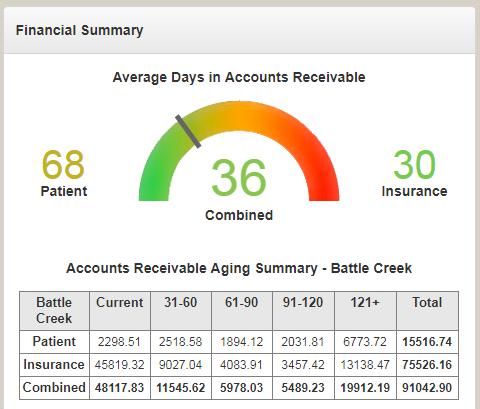 Financial Summary
Average Days in Accounts Receivable
68 36 30
Patient Combined Insurance
Accounts Receivable Aging Summary - Battle Creek
Battle Creek Current 31-60 61-90 91-120 121+ Total
Patient 2298.51 2518.58 1894.12 2031.81 6773.72 15516.74
Insurance 45819.32 9027.04 4083.91 3457.42 13138.47 75526.16
Combined 48117.83 11545.62 5978.03 5489.23 19912.19 91042.90